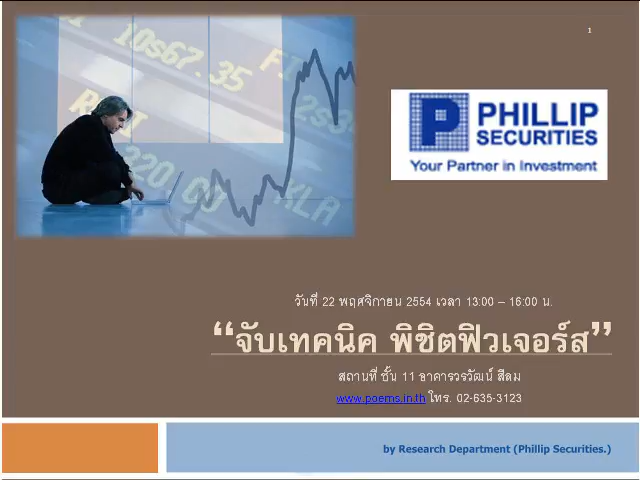 1
PHILLIP
SECURITIES
Your Partner in Investment
10s67.35
วันที่ 22 พฤศจิกายน 2554 เวลา 13:00 – 16:00 น.
“จับเทคนิค พิชิตฟิวเจอร์ส”
สถานที่ ชั้น 11 อาคารวรวัฒน์ สีลม
www.poems.in.th โทร. 02-635-3123
by Research Department (Phillip Securities.)